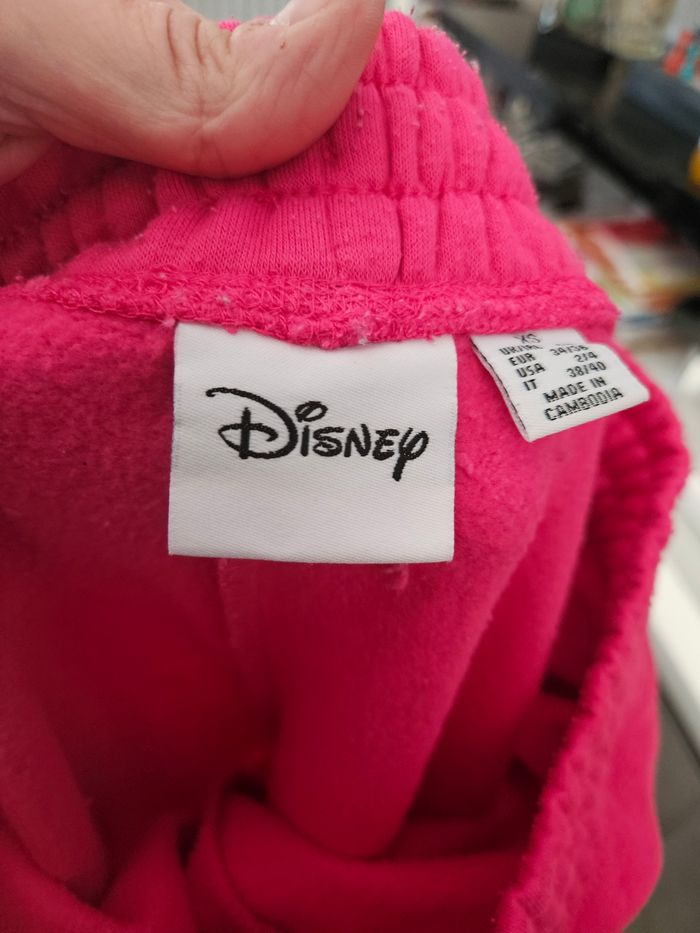 Disney
XS
EUR 34/36
USA 2/4
IT 38/40
MADE IN
CAMBODIA